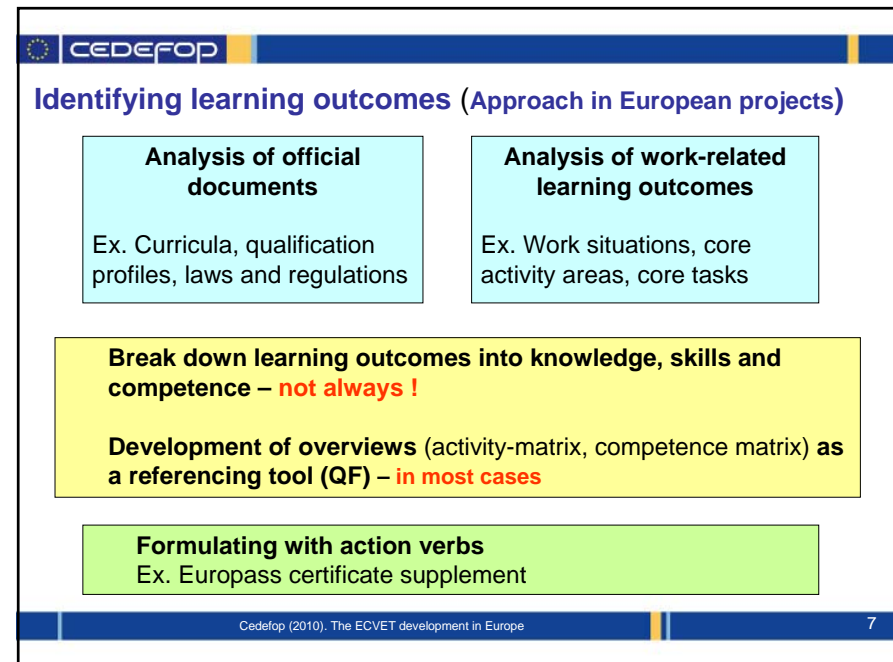 CEDEFOP
Identifying learning outcomes (Approach in European projects)
Analysis of official
documents
Ex. Curricula, qualification
profiles, laws and regulations
Analysis of work-related
learning outcomes
Ex. Work situations, core
activity areas, core tasks
Break down learning outcomes into knowledge, skills and
competence – not always !
Development of overviews (activity-matrix, competence matrix) as
a referencing tool (QF) – in most cases
Formulating with action verbs
Ex. Europass certificate supplement
Cedefop (2010). The ECVET development in Europe
7